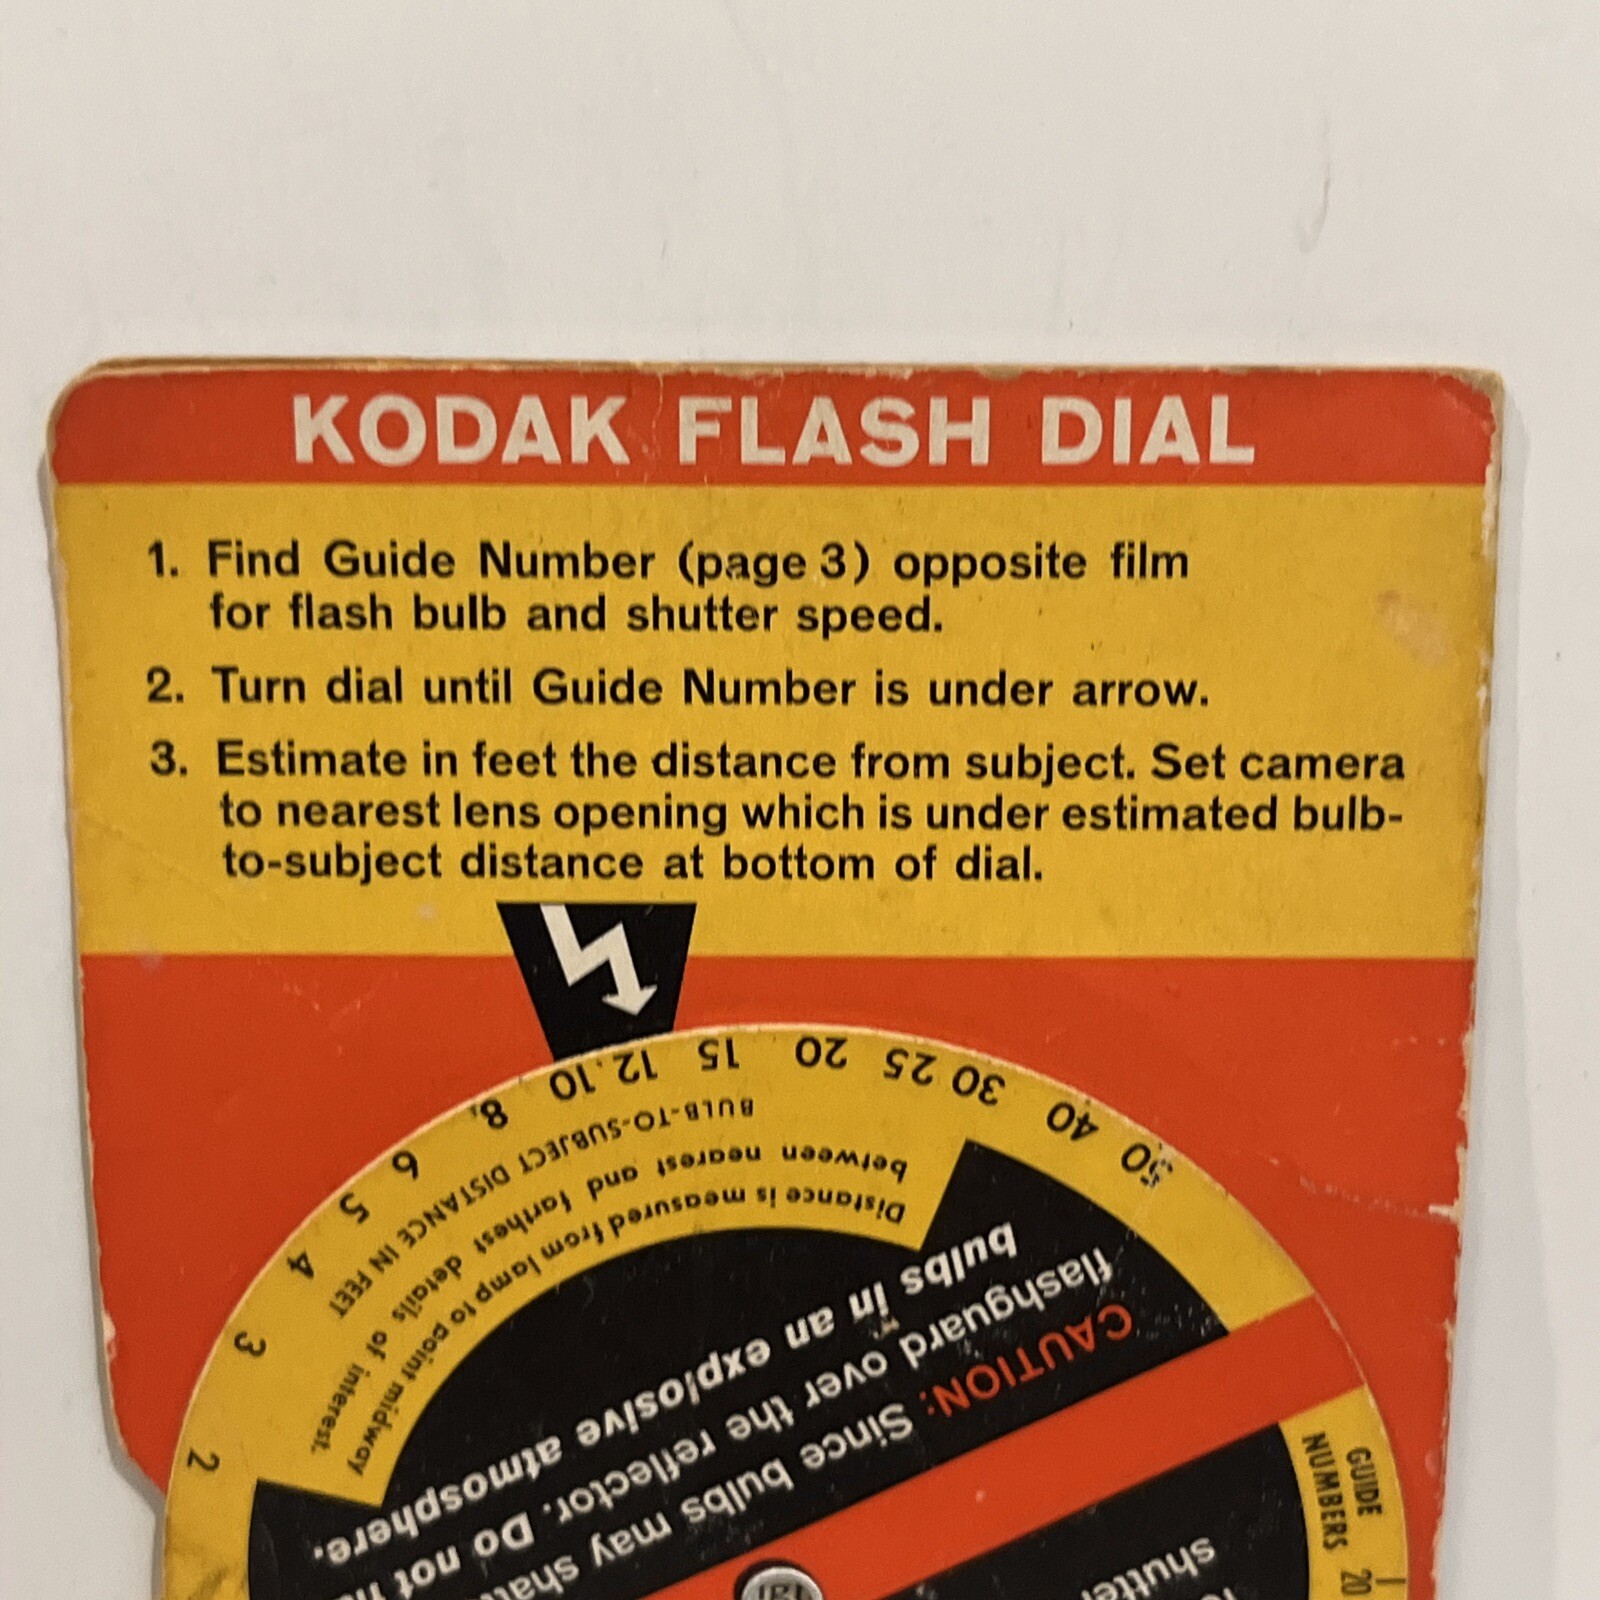 KODAK FLASH DIAL
1. Find Guide Number (page 3) opposite film
for flash bulb and shutter speed.
2. Turn dial until Guide Number is under arrow.
3. Estimate in feet the distance from subject. Set camera
to nearest lens opening which is under estimated bulb-
to-subject distance at bottom of dial.
2 3 4 5 6 8 10 12 15 20 25 30 40 50
BULB-TO-SUBJECT DISTANCE IN FEET
Distance is measured from lamp to point midway
between nearest and farthest details of interest.
CAUTION: Since bulbs may
flashguard over the reflector. Do not
bulbs in an explosive atmosphere.
GUIDE
NUMBERS
20